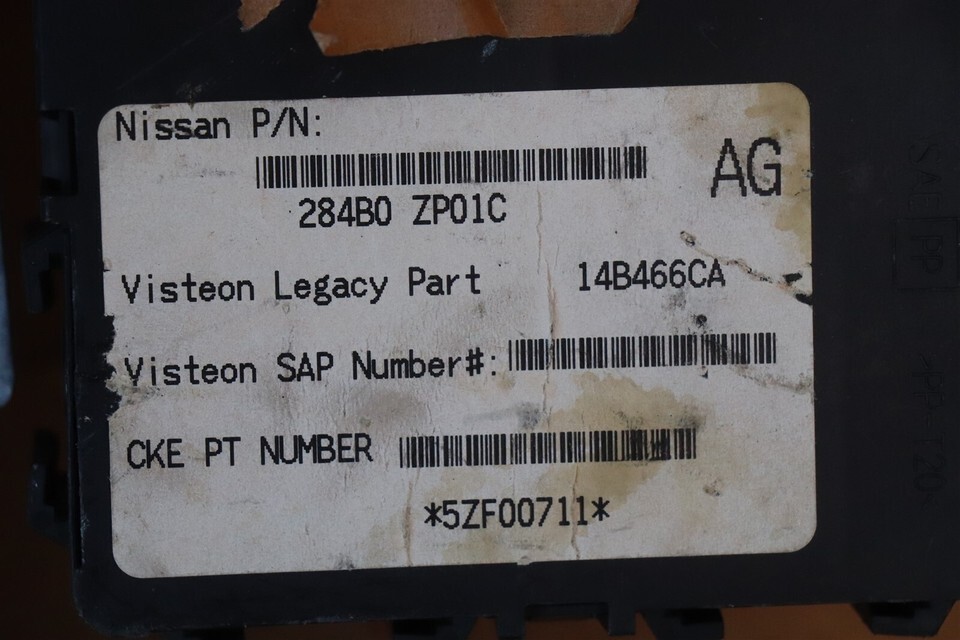 Nissan P/N:
AG
284B0 ZP01C
Visteon Legacy Part 14B466CA
Visteon SAP Number#:
CKE PT NUMBER
*5ZF00711*